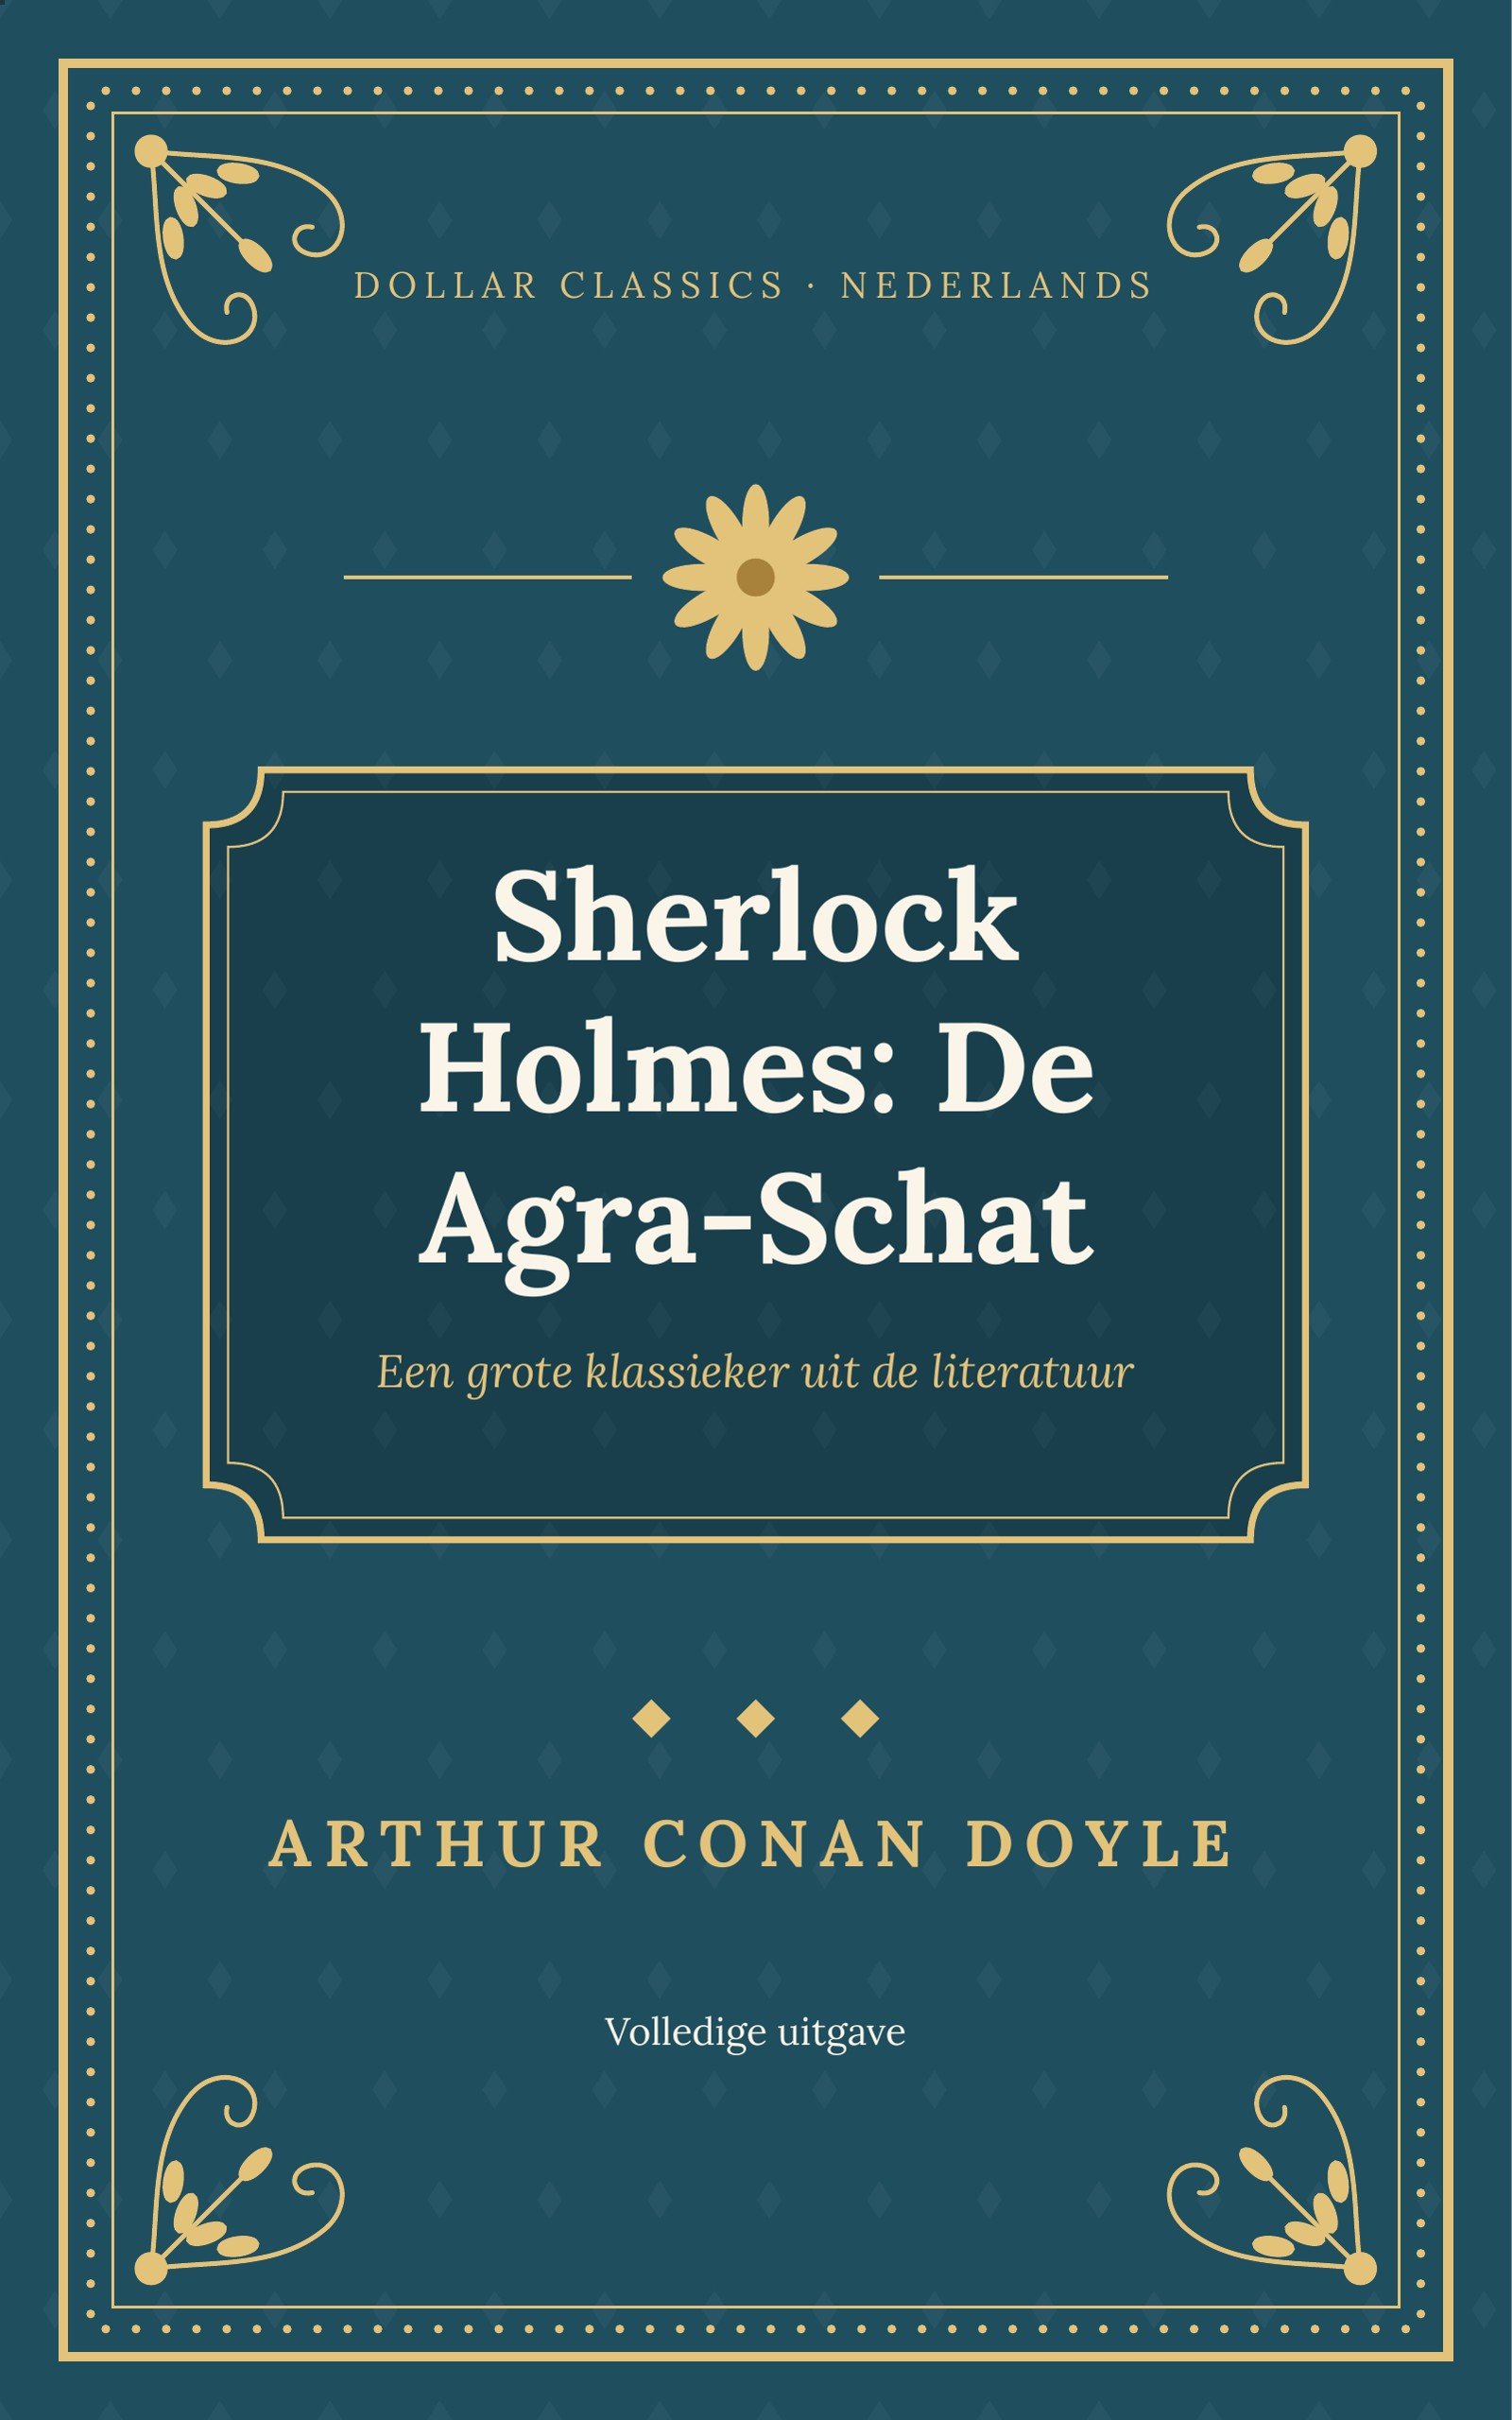 DOLLAR CLASSICS · NEDERLANDS
Sherlock
Holmes: De
Agra-Schat
Een grote klassieker uit de literatuur
ARTHUR CONAN DOYLE
Volledige uitgave